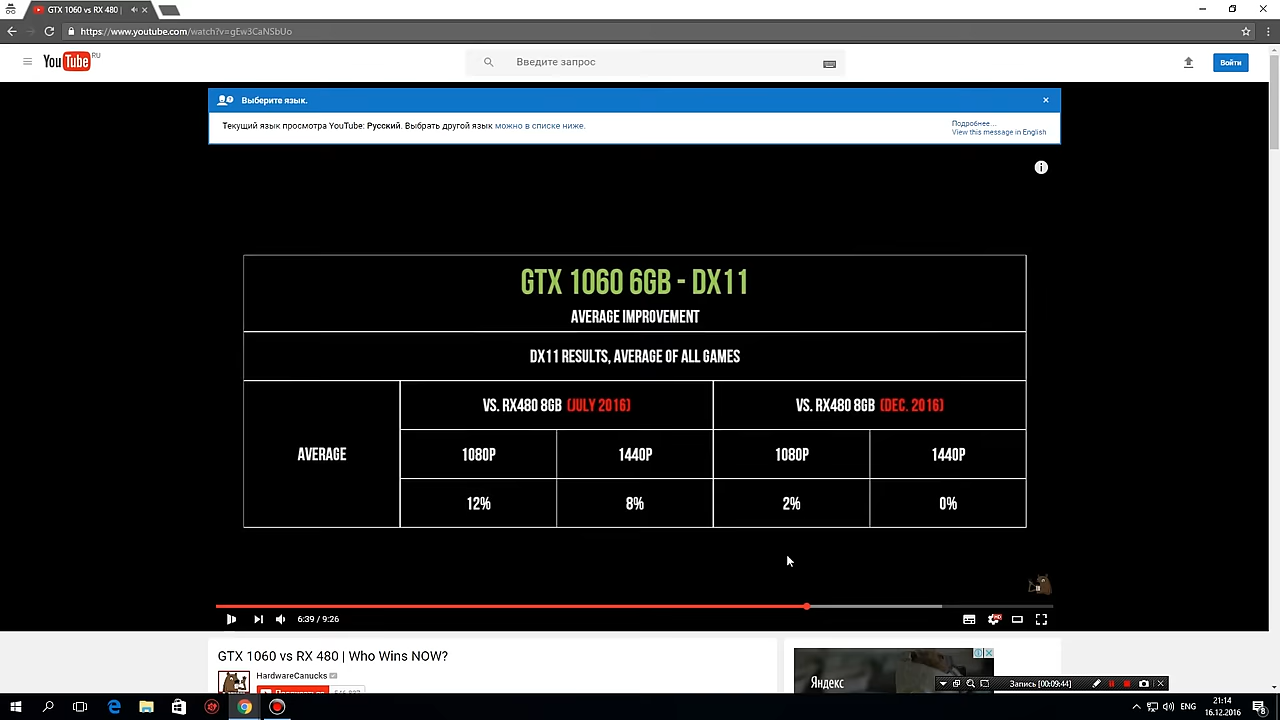 GTX 1060 vs RX 480 |
https://www.youtube.com/watch?v=gEw3CaNSbUo
YouTube RU
Введите запрос
Войти
Выберите язык.
Текущий язык просмотра YouTube: Русский. Выбрать другой язык можно в списке ниже.
Подробнее...
View this message in English
GTX 1060 6GB - DX11
AVERAGE IMPROVEMENT
DX11 RESULTS, AVERAGE OF ALL GAMES
AVERAGE
VS. RX480 8GB (JULY 2016)
VS. RX480 8GB (DEC. 2016)
1080P
1440P
1080P
1440P
12%
8%
2%
0%
6:39 / 9:26
HD
GTX 1060 vs RX 480 | Who Wins NOW?
HardwareCanucks
Яндекс
Запись [00:09:44]
ENG
21:14
16.12.2016
8